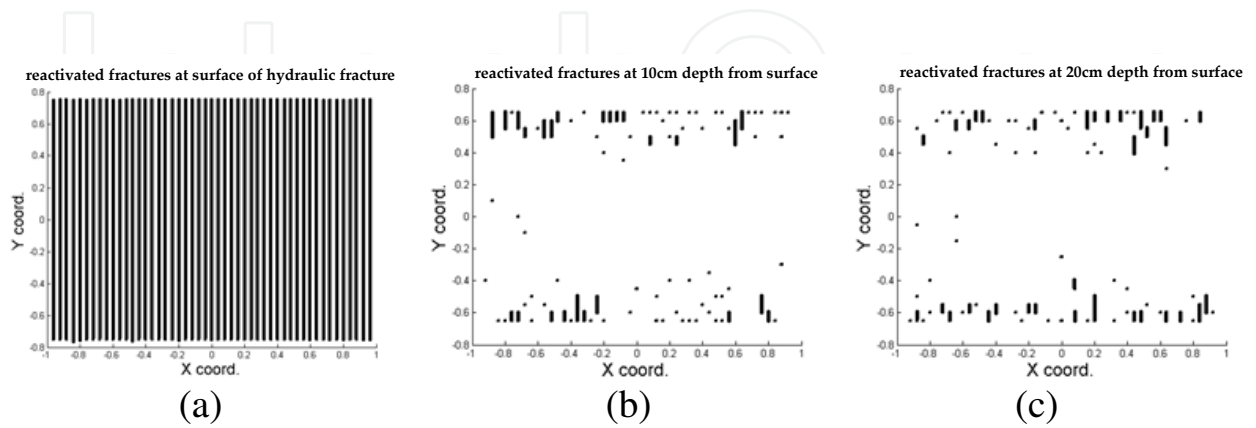 reactivated fractures at surface of hydraulic fracture
0.8
0.6
0.4
0.2
0
-0.2
-0.4
-0.6
-0.8
Y coord.
-1 -0.8 -0.6 -0.4 -0.2 0 0.2 0.4 0.6 0.8 1
X coord.
(a)
reactivated fractures at 10cm depth from surface
0.8
0.6
0.4
0.2
0
-0.2
-0.4
-0.6
-0.8
Y coord.
-1 -0.8 -0.6 -0.4 -0.2 0 0.2 0.4 0.6 0.8 1
X coord.
(b)
reactivated fractures at 20cm depth from surface
0.8
0.6
0.4
0.2
0
-0.2
-0.4
-0.6
-0.8
Y coord.
-1 -0.8 -0.6 -0.4 -0.2 0 0.2 0.4 0.6 0.8 1
X coord.
(c)